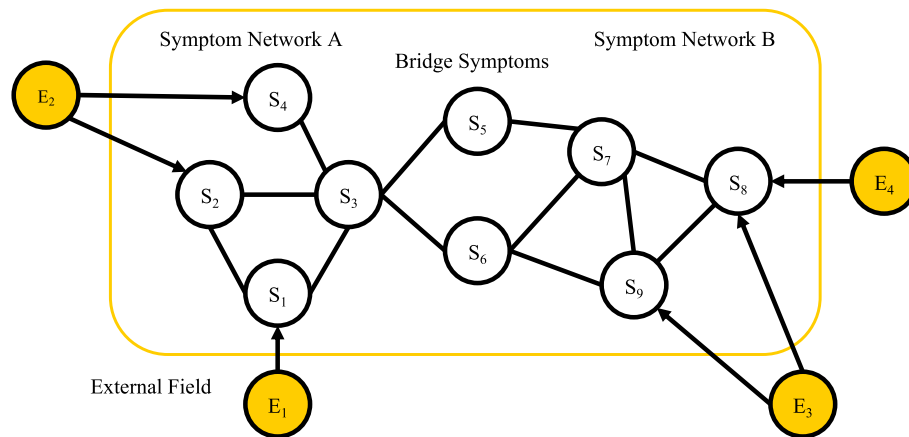 Symptom Network A
Symptom Network B
Bridge Symptoms
E₂
S₄
S₅
S₇
S₂
S₃
S₈
E₄
S₆
S₁
S₉
External Field
E₁
E₃